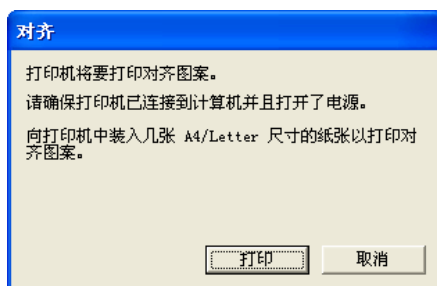 对齐
打印机将要打印对齐图案。
请确保打印机已连接到计算机并且打开了电源。
向打印机中装入几张 A4/Letter 尺寸的纸张以打印对
齐图案。
打印 取消